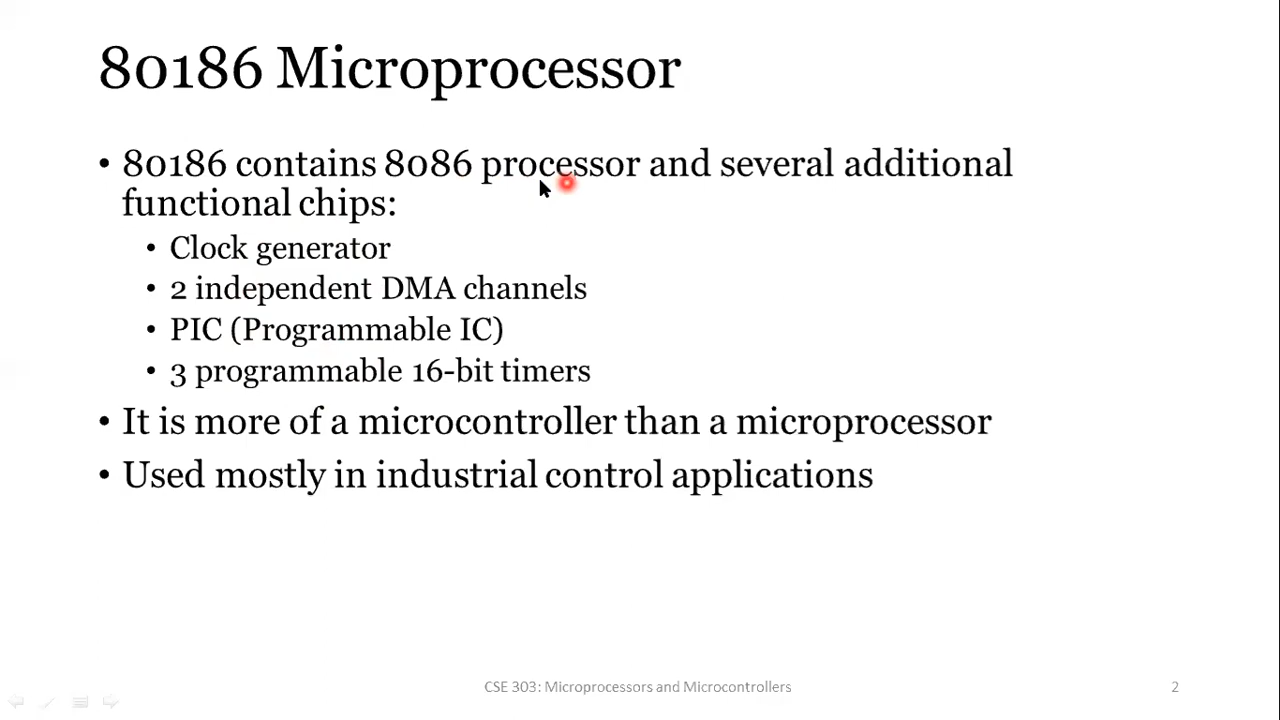 80186 Microprocessor
• 80186 contains 8086 processor and several additional
functional chips:
• Clock generator
• 2 independent DMA channels
• PIC (Programmable IC)
• 3 programmable 16-bit timers
• It is more of a microcontroller than a microprocessor
• Used mostly in industrial control applications
CSE 303: Microprocessors and Microcontrollers
2